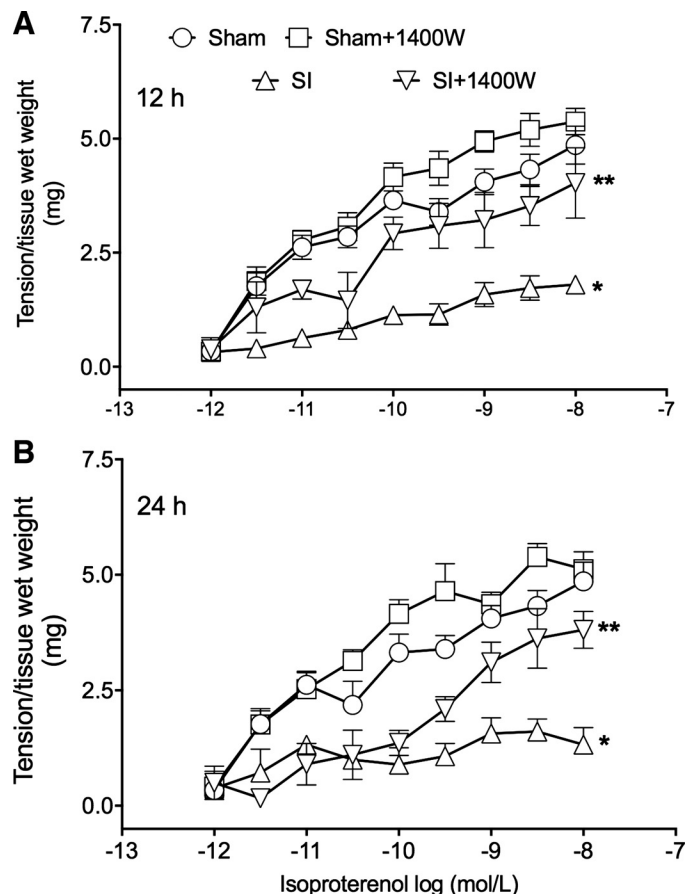 A
7.5
Sham
Sham+1400W
SI
SI+1400W
12 h
5.0
Tension/tissue wet weight
(mg)
**
2.5
*
0.0
-13 -12 -11 -10 -9 -8 -7
B
7.5
24 h
5.0
Tension/tissue wet weight
(mg)
**
2.5
*
0.0
-13 -12 -11 -10 -9 -8 -7
Isoproterenol log (mol/L)